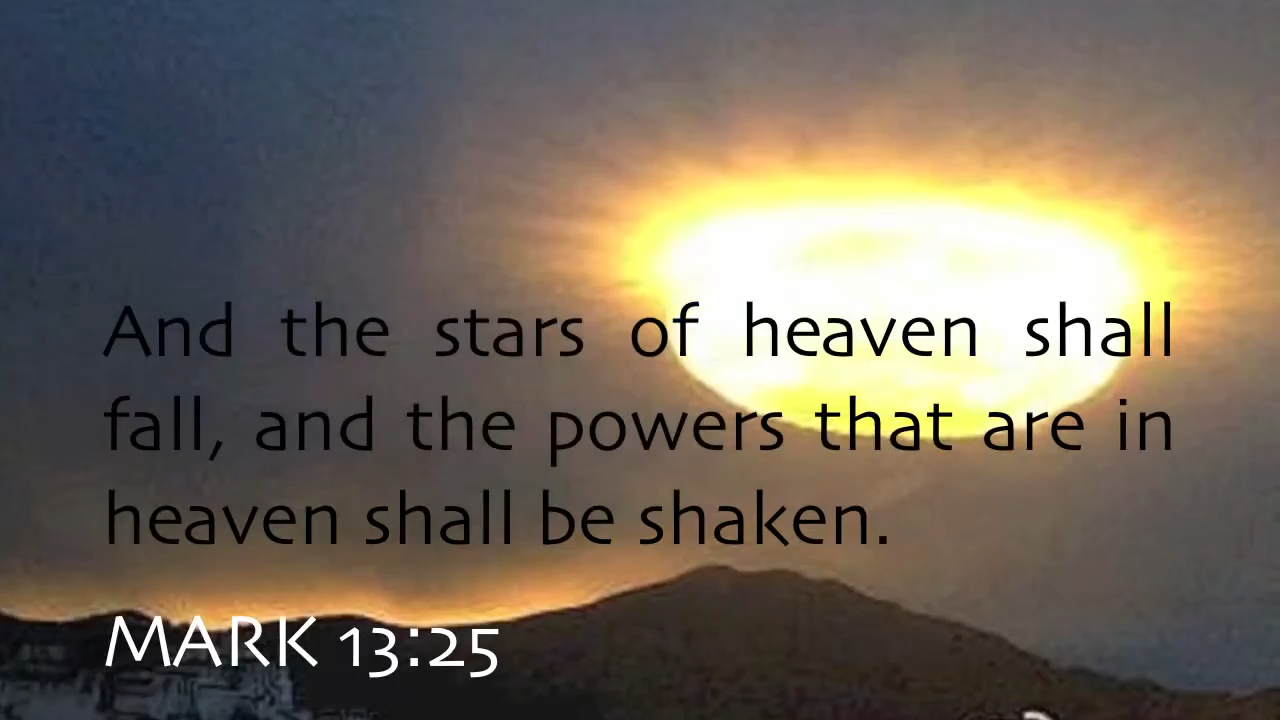 And the stars of heaven shall
fall, and the powers that are in
heaven shall be shaken.
MARK 13:25